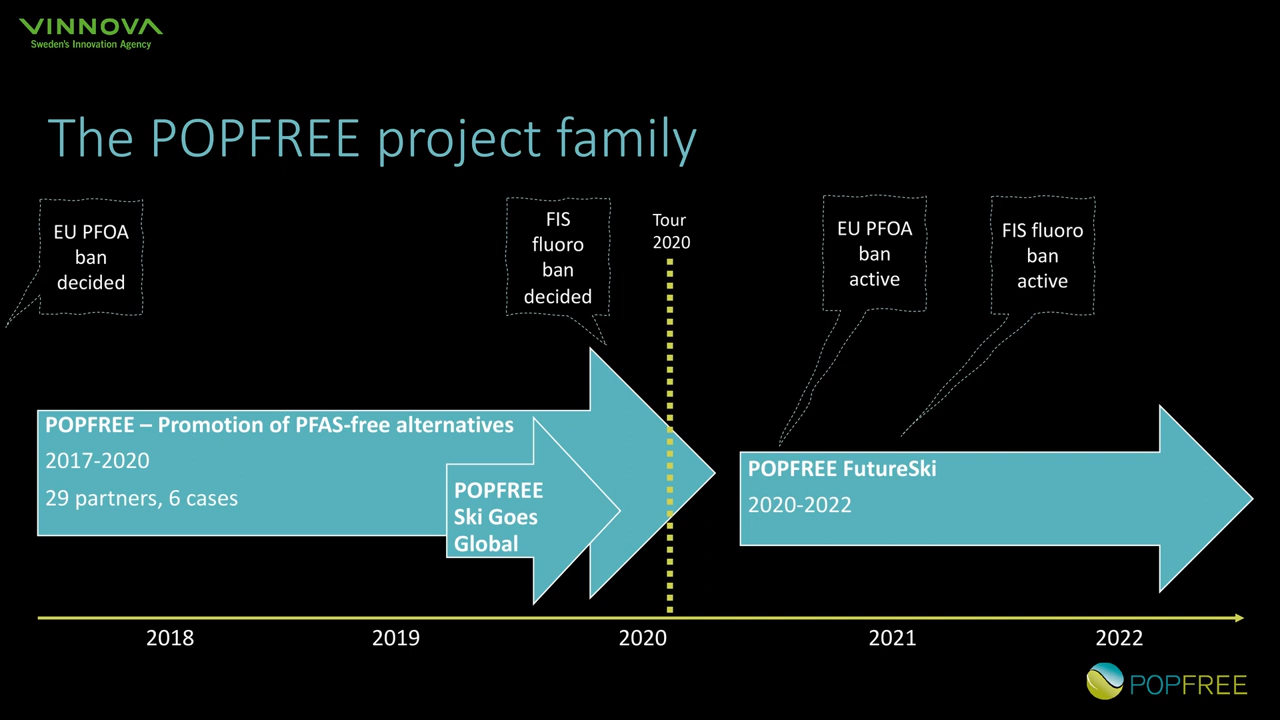 VINNOVA
Sweden's Innovation Agency
The POPFREE project family
EU PFOA
ban
decided
FIS
fluoro
ban
decided
Tour
2020
EU PFOA
ban
active
FIS fluoro
ban
active
POPFREE – Promotion of PFAS-free alternatives
2017-2020
29 partners, 6 cases
POPFREE
Ski Goes
Global
POPFREE FutureSki
2020-2022
2018 2019 2020 2021 2022
POPFREE